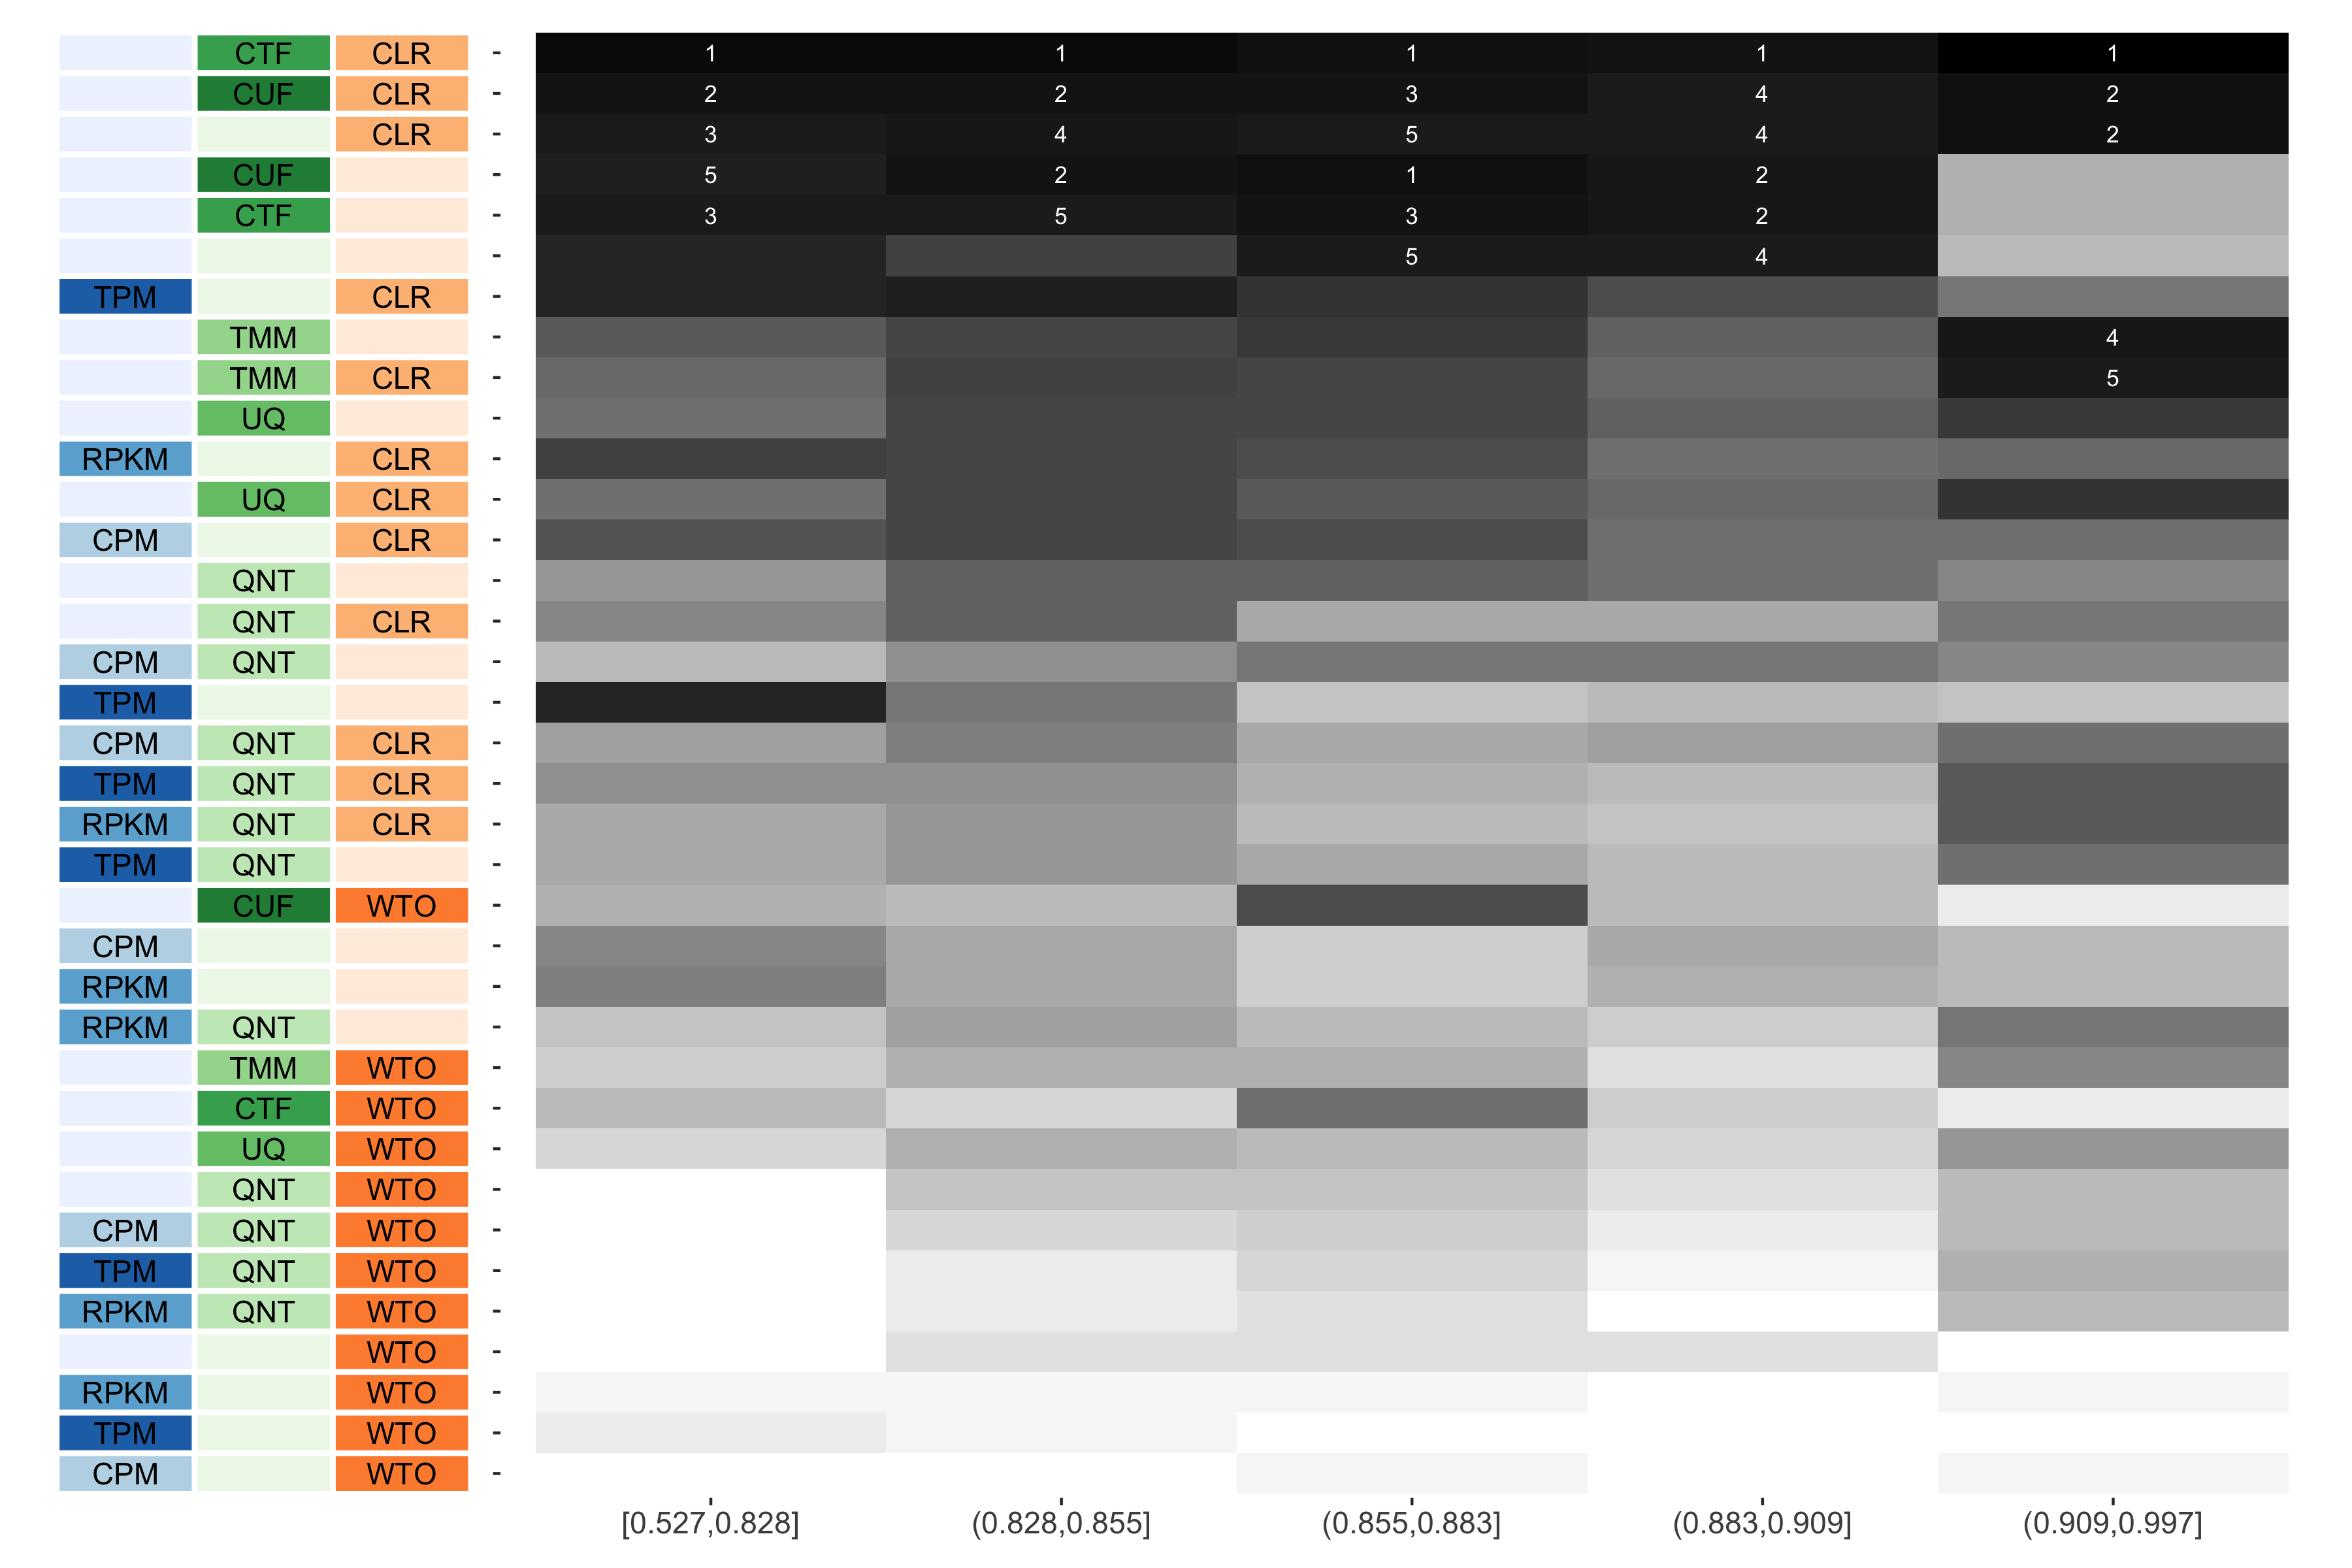 CTF CLR - 1 1 1 1 1
CUF CLR - 2 2 3 4 2
CLR - 3 4 5 4 2
CUF - 5 2 1 2
CTF - 3 5 3 2
- 5 4
TPM CLR -
TMM - 4
TMM CLR - 5
UQ -
RPKM CLR -
UQ CLR -
CPM CLR -
QNT -
QNT CLR -
CPM QNT -
TPM -
CPM QNT CLR -
TPM QNT CLR -
RPKM QNT CLR -
TPM QNT -
CUF WTO -
CPM -
RPKM -
RPKM QNT -
TMM WTO -
CTF WTO -
UQ WTO -
QNT WTO -
CPM QNT WTO -
TPM QNT WTO -
RPKM QNT WTO -
WTO -
RPKM WTO -
TPM WTO -
CPM WTO -
[0.527,0.828] (0.828,0.855] (0.855,0.883] (0.883,0.909] (0.909,0.997]